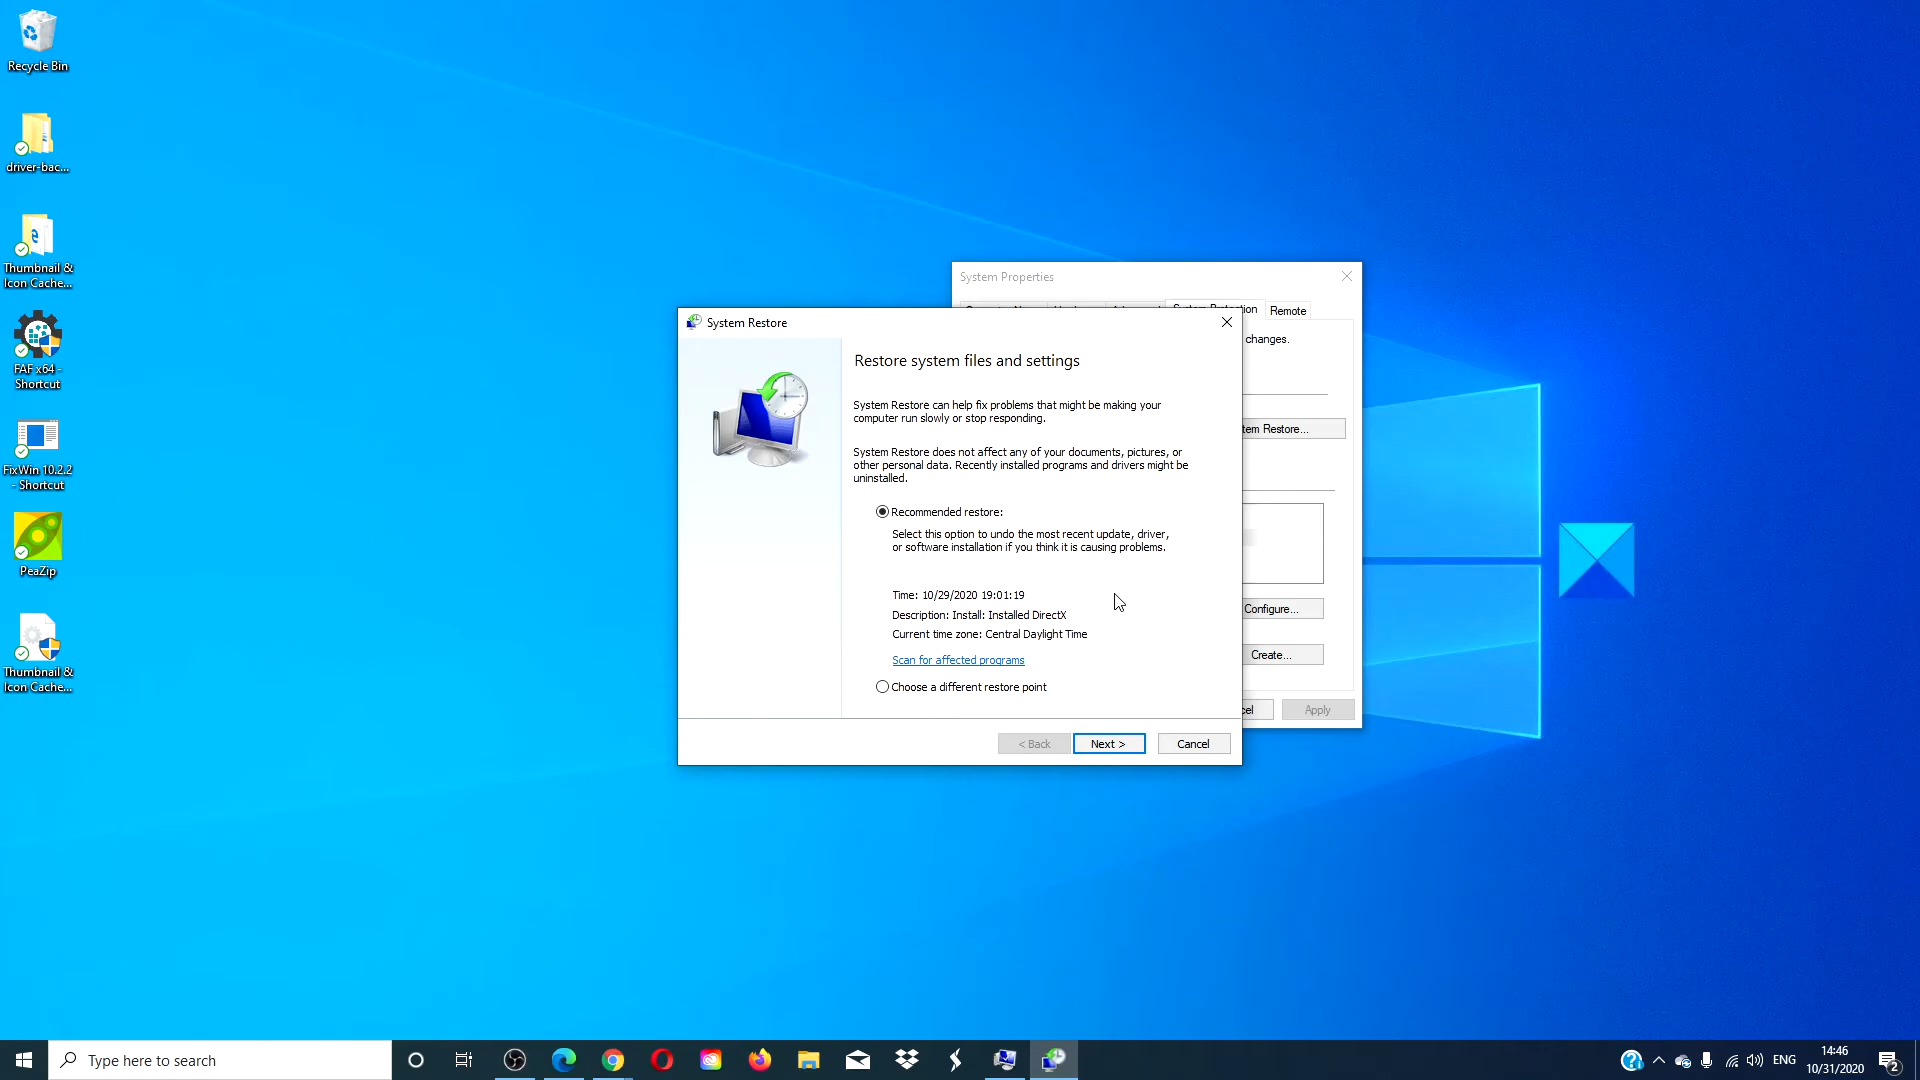 Recycle Bin
driver-bac...
Thumbnail &
Icon Cache...
FAF x64 -
Shortcut
FixWin 10.2.2
- Shortcut
PeaZip
Thumbnail &
Icon Cache...
System Properties
System Protection
Remote
changes.
tem Restore...
Configure...
Create...
cel
Apply
System Restore
Restore system files and settings
System Restore can help fix problems that might be making your
computer run slowly or stop responding.
System Restore does not affect any of your documents, pictures, or
other personal data. Recently installed programs and drivers might be
uninstalled.
Recommended restore:
Select this option to undo the most recent update, driver,
or software installation if you think it is causing problems.
Time: 10/29/2020 19:01:19
Description: Install: Installed DirectX
Current time zone: Central Daylight Time
Scan for affected programs
Choose a different restore point
< Back
Next >
Cancel
Type here to search
ENG
14:46
10/31/2020
2